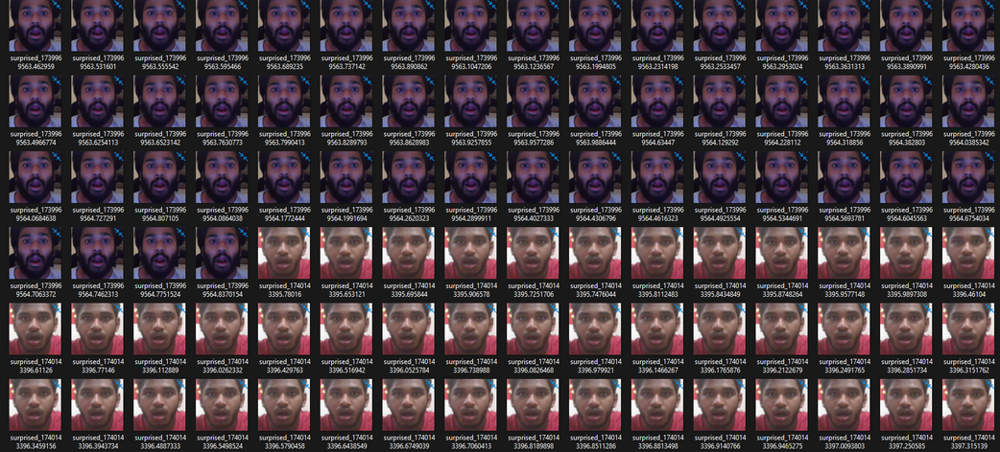 surprised_173996 surprised_173996 surprised_173996 surprised_173996 surprised_173996 surprised_173996 surprised_173996 surprised_173996 surprised_173996 surprised_173996 surprised_173996 surprised_173996 surprised_173996 surprised_173996 surprised_173996 surprised_173996
9563.462959 9563.531601 9563.555542 9563.595466 9563.689235 9563.737142 9563.890862 9563.1047206 9563.1236567 9563.1994805 9563.2314198 9563.2533457 9563.2953024 9563.3631313 9563.3890991 9563.4280436
surprised_173996 surprised_173996 surprised_173996 surprised_173996 surprised_173996 surprised_173996 surprised_173996 surprised_173996 surprised_173996 surprised_173996 surprised_173996 surprised_173996 surprised_173996 surprised_173996 surprised_173996 surprised_173996
9563.4966774 9563.6254113 9563.6523142 9563.7630773 9563.7990413 9563.8289793 9563.8628983 9563.9257855 9563.9577286 9563.9886444 9564.63447 9564.129292 9564.228112 9564.318856 9564.382803 9564.0385342
surprised_173996 surprised_173996 surprised_173996 surprised_173996 surprised_173996 surprised_173996 surprised_173996 surprised_173996 surprised_173996 surprised_173996 surprised_173996 surprised_173996 surprised_173996 surprised_173996 surprised_173996 surprised_173996
9564.0684638 9564.727291 9564.807105 9564.0864038 9564.1772444 9564.1991694 9564.2620323 9564.2899911 9564.4027333 9564.4306796 9564.4616323 9564.4925554 9564.5344691 9564.5693781 9564.6045563 9564.6754034
surprised_173996 surprised_173996 surprised_173996 surprised_173996 surprised_174014 surprised_174014 surprised_174014 surprised_174014 surprised_174014 surprised_174014 surprised_174014 surprised_174014 surprised_174014 surprised_174014 surprised_174014 surprised_174014
9564.7063372 9564.7462313 9564.7751524 9564.8370154 3395.78016 3395.653121 3395.695844 3395.906578 3395.7251706 3395.7476044 3395.8112483 3395.8434849 3395.8748264 3395.9577148 3395.9897308 3396.46104
surprised_174014 surprised_174014 surprised_174014 surprised_174014 surprised_174014 surprised_174014 surprised_174014 surprised_174014 surprised_174014 surprised_174014 surprised_174014 surprised_174014 surprised_174014 surprised_174014 surprised_174014 surprised_174014
3396.61126 3396.77146 3396.112889 3396.0262332 3396.429763 3396.516942 3396.0525784 3396.738988 3396.0826468 3396.979921 3396.1466267 3396.1765876 3396.2122679 3396.2491765 3396.2851734 3396.3151762
surprised_174014 surprised_174014 surprised_174014 surprised_174014 surprised_174014 surprised_174014 surprised_174014 surprised_174014 surprised_174014 surprised_174014 surprised_174014 surprised_174014 surprised_174014 surprised_174014 surprised_174014 surprised_174014
3396.3459156 3396.3943734 3396.4887333 3396.5498524 3396.5790458 3396.6438549 3396.6749039 3396.7060413 3396.8189898 3396.8511286 3396.8813498 3396.9140766 3396.9465275 3397.0093803 3397.250587 3397.315139